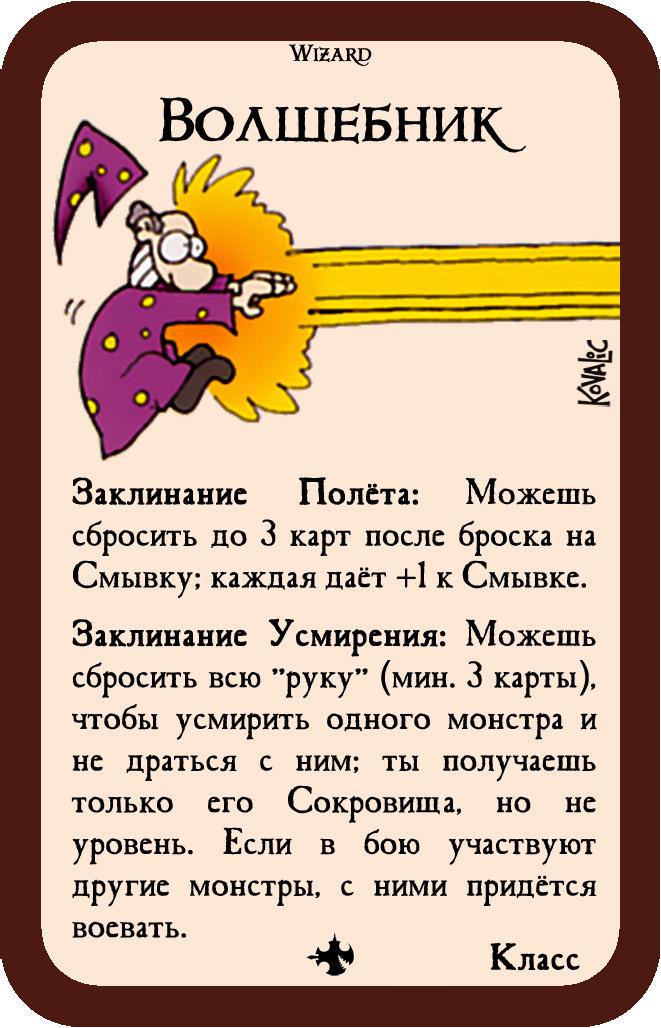 Wizard
Волшебник
Kovalic
Заклинание Полёта: Можешь
сбросить до 3 карт после броска на
Смывку; каждая даёт +1 к Смывке.
Заклинание Усмирения: Можешь
сбросить всю ”руку” (мин. 3 карты),
чтобы усмирить одного монстра и
не драться с ним; ты получаешь
только его Сокровища, но не
уровень. Если в бою участвуют
другие монстры, с ними придётся
воевать.
Класс